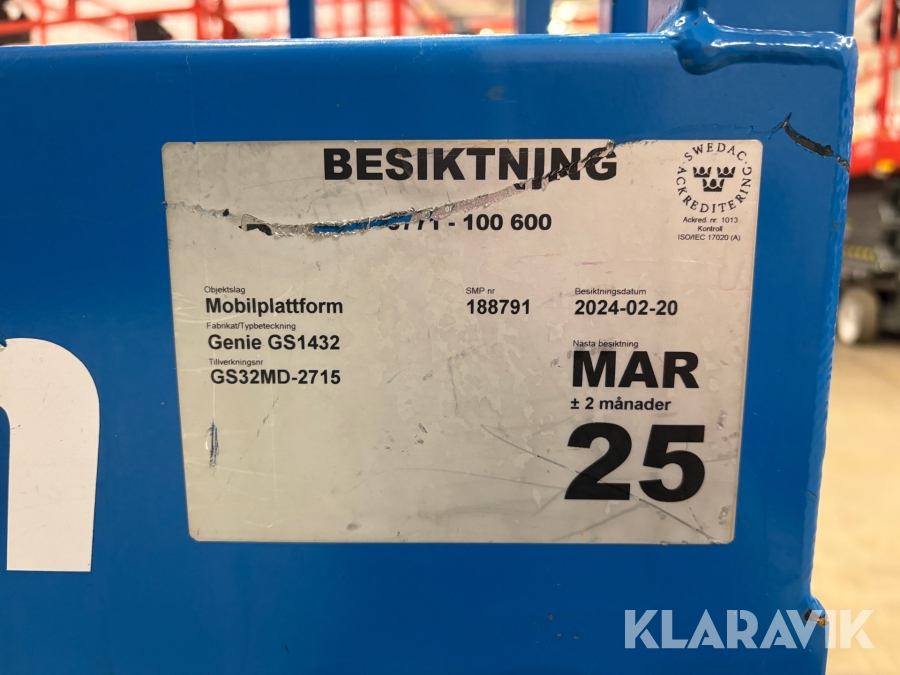 BESIKTNING
SWEDAC
ACKREDITERING
Ackred. nr. 1013
Kontroll
ISO/IEC 17020 (A)
- 100 600
Objektslag
Mobilplattform
SMP nr
188791
Besiktningsdatum
2024-02-20
Fabrikat/Typbeteckning
Genie GS1432
Tillverkningsnr
GS32MD-2715
Nästa besiktning
MAR
± 2 månader
25
KLARAVIK